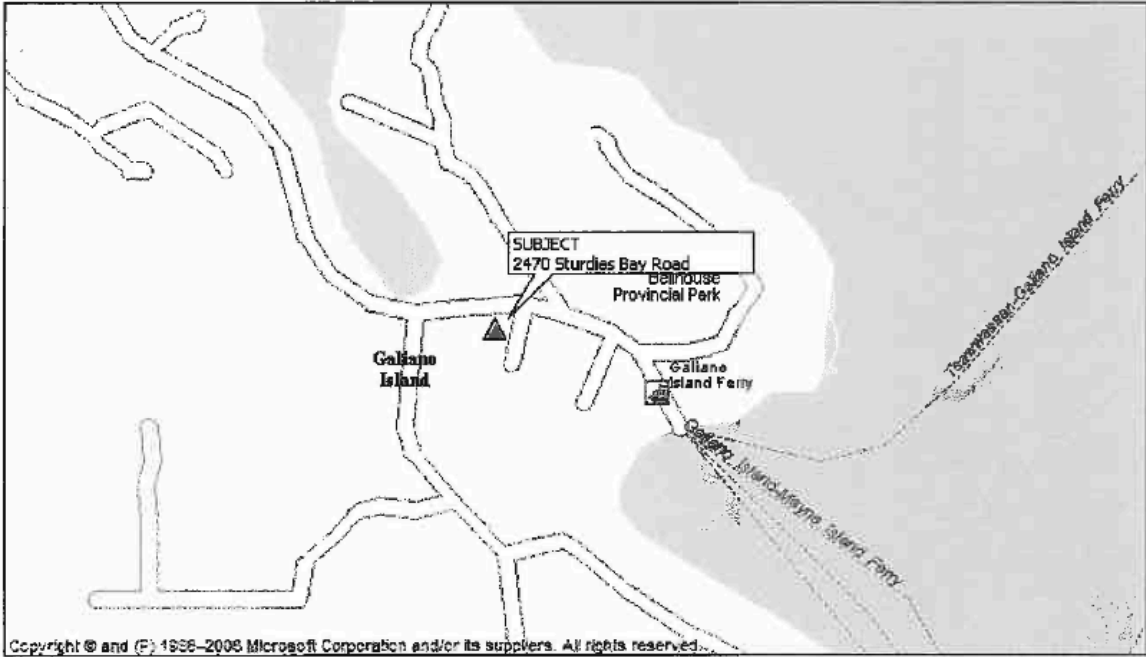 SUBJECT
2470 Sturdies Bay Road
Bellhouse
Provincial Park
Tsawwassen-Galiano Island Ferry
Galiano
Island
Galiano
Island Ferry
Galiano Island-Mayne Island Ferry
Copyright © and (P) 1988–2006 Microsoft Corporation and/or its suppliers. All rights reserved.